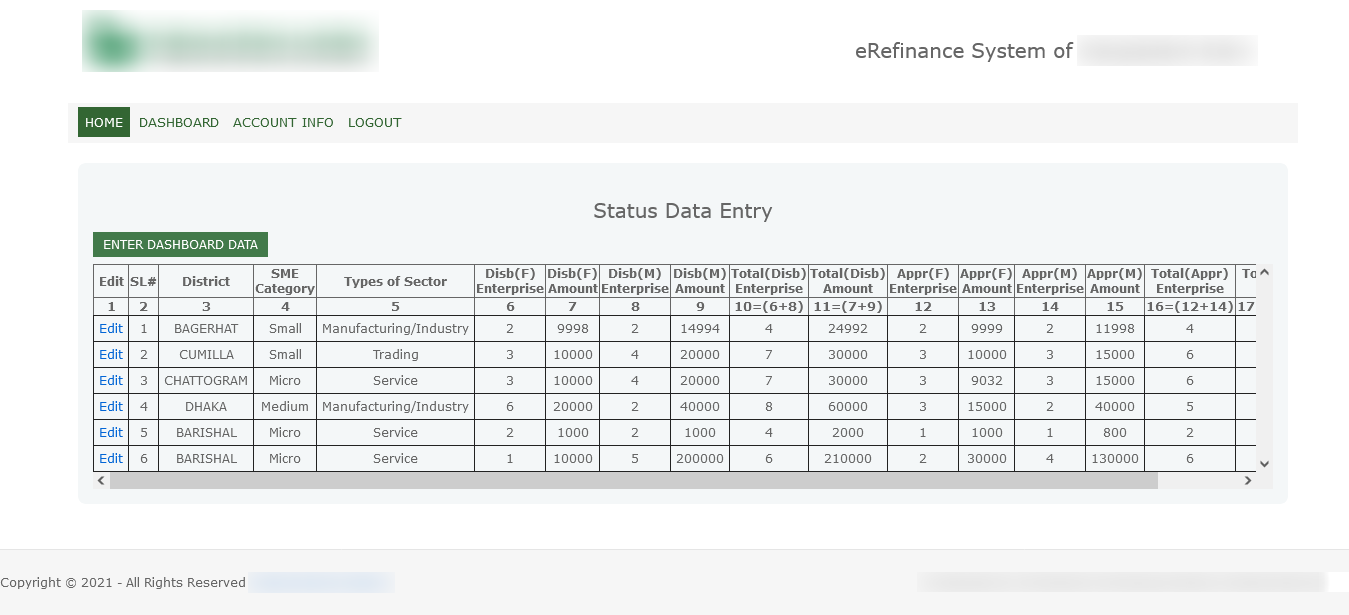 eRefinance System of
HOME DASHBOARD ACCOUNT INFO LOGOUT
Status Data Entry
ENTER DASHBOARD DATA
Edit SL# District SME Category Types of Sector Disb(F) Enterprise Disb(F) Amount Disb(M) Enterprise Disb(M) Amount Total(Disb) Enterprise Total(Disb) Amount Appr(F) Enterprise Appr(F) Amount Appr(M) Enterprise Appr(M) Amount Total(Appr) Enterprise To
1 2 3 4 5 6 7 8 9 10=(6+8) 11=(7+9) 12 13 14 15 16=(12+14) 17
Edit 1 BAGERHAT Small Manufacturing/Industry 2 9998 2 14994 4 24992 2 9999 2 11998 4
Edit 2 CUMILLA Small Trading 3 10000 4 20000 7 30000 3 10000 3 15000 6
Edit 3 CHATTOGRAM Micro Service 3 10000 4 20000 7 30000 3 9032 3 15000 6
Edit 4 DHAKA Medium Manufacturing/Industry 6 20000 2 40000 8 60000 3 15000 2 40000 5
Edit 5 BARISHAL Micro Service 2 1000 2 1000 4 2000 1 1000 1 800 2
Edit 6 BARISHAL Micro Service 1 10000 5 200000 6 210000 2 30000 4 130000 6
Copyright © 2021 - All Rights Reserved